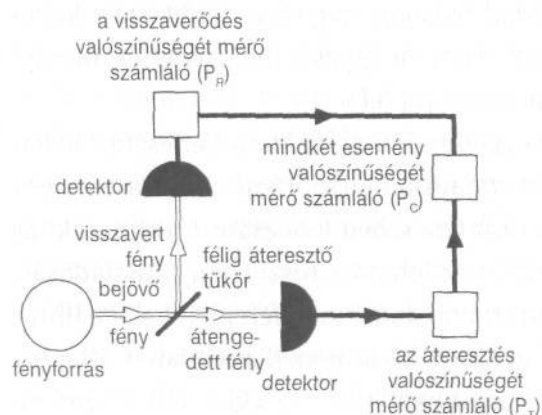 a visszaverődés
valószínűségét mérő
számláló (P_R)
mindkét esemény
valószínűségét
mérő számláló (P_C)
detektor
visszavert
fény
félig áteresztő
tűkőr
bejövő
fény
átenge-
dett fény
fényforrás
detektor
az áteresztés
valószínűségét
mérő számláló (P_T)